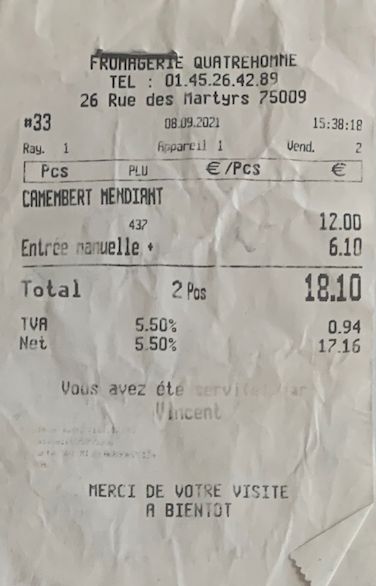 FROMAGERIE QUATREHOMME
TEL : 01.45.26.42.89
26 Rue des Martyrs 75009
#33 08.09.2021 15:38:18
Ray. 1 Appareil 1 Vend. 2
Pcs PLU €/Pcs €
CAMEMBERT MENDIANT
437 12.00
Entrée manuelle + 6.10
Total 2 Pos 18.10
TVA 5.50% 0.94
Net 5.50% 17.16
Vous avez été servi(e) par
Vincent
MERCI DE VOTRE VISITE
A BIENTOT